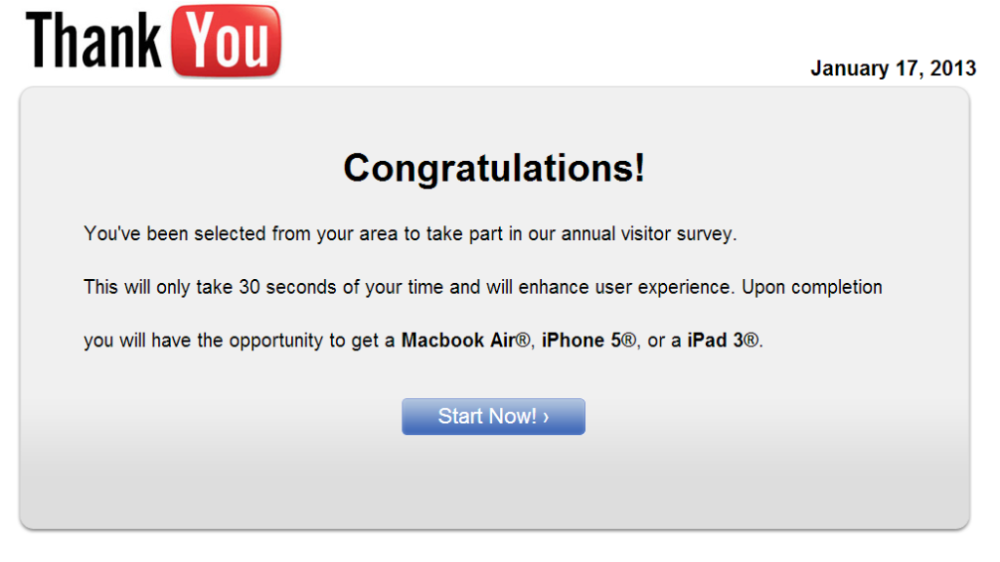 Thank You
January 17, 2013
Congratulations!
You've been selected from your area to take part in our annual visitor survey.
This will only take 30 seconds of your time and will enhance user experience. Upon completion
you will have the opportunity to get a Macbook Air®, iPhone 5®, or a iPad 3®.
Start Now! ›